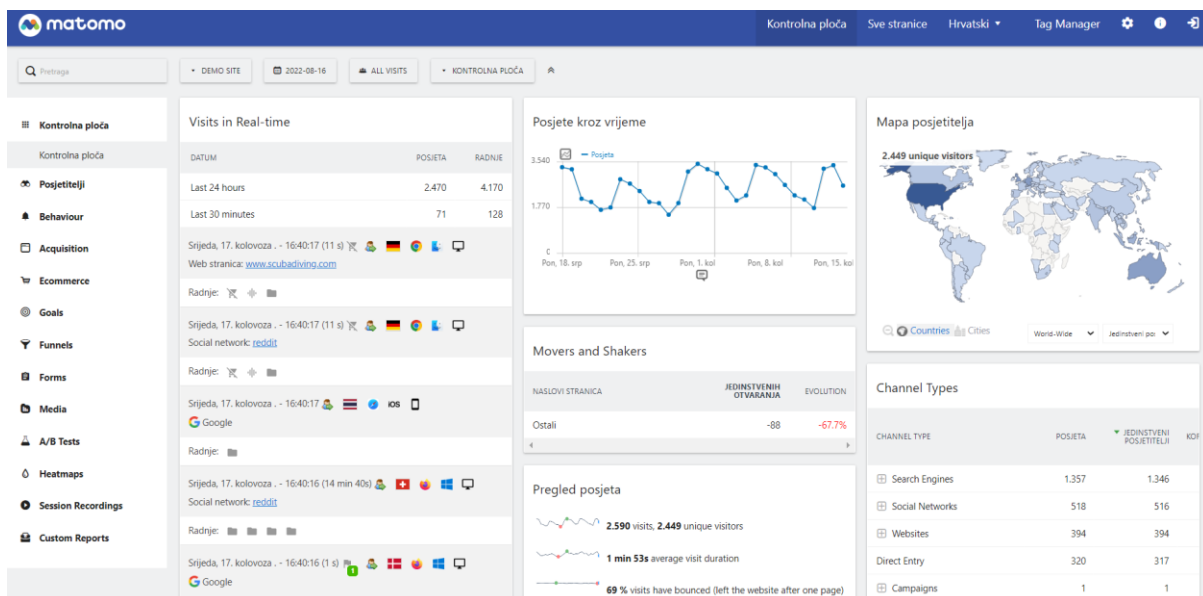 matomo
Kontrolna ploča Sve stranice Hrvatski Tag Manager
Pretraga
DEMO SITE 2022-08-16 ALL VISITS KONTROLNA PLOČA
Kontrolna ploča
Kontrolna ploča
Posjetitelji
Behaviour
Acquisition
Ecommerce
Goals
Funnels
Forms
Media
A/B Tests
Heatmaps
Session Recordings
Custom Reports
Visits in Real-time
DATUM POSJETA RADNJE
Last 24 hours 2.470 4.170
Last 30 minutes 71 128
Srijeda, 17. kolovoza . - 16:40:17 (11 s)
Web stranica: www.scubadiving.com
Radnje:
Srijeda, 17. kolovoza . - 16:40:17 (11 s)
Social network: reddit
Radnje:
Srijeda, 17. kolovoza . - 16:40:17 iOS
Google
Radnje:
Srijeda, 17. kolovoza . - 16:40:16 (14 min 40s)
Social network: reddit
Radnje:
Srijeda, 17. kolovoza . - 16:40:16 (1 s) 1
Google
Posjete kroz vrijeme
Posjeta
3.540
1.770
0
Pon, 18. srp Pon, 25. srp Pon, 1. kol Pon, 8. kol Pon, 15. kol
Movers and Shakers
NASLOVI STRANICA JEDINSTVENIH OTVARANJA EVOLUTION
Ostali -88 -67.7%
Pregled posjeta
2.590 visits, 2.449 unique visitors
1 min 53s average visit duration
69 % visits have bounced (left the website after one page)
Mapa posjetitelja
2.449 unique visitors
Countries Cities World-Wide Jedinstveni pos
Channel Types
CHANNEL TYPE POSJETA JEDINSTVENI POSJETITELJI
Search Engines 1.357 1.346
Social Networks 518 516
Websites 394 394
Direct Entry 320 317
Campaigns 1 1